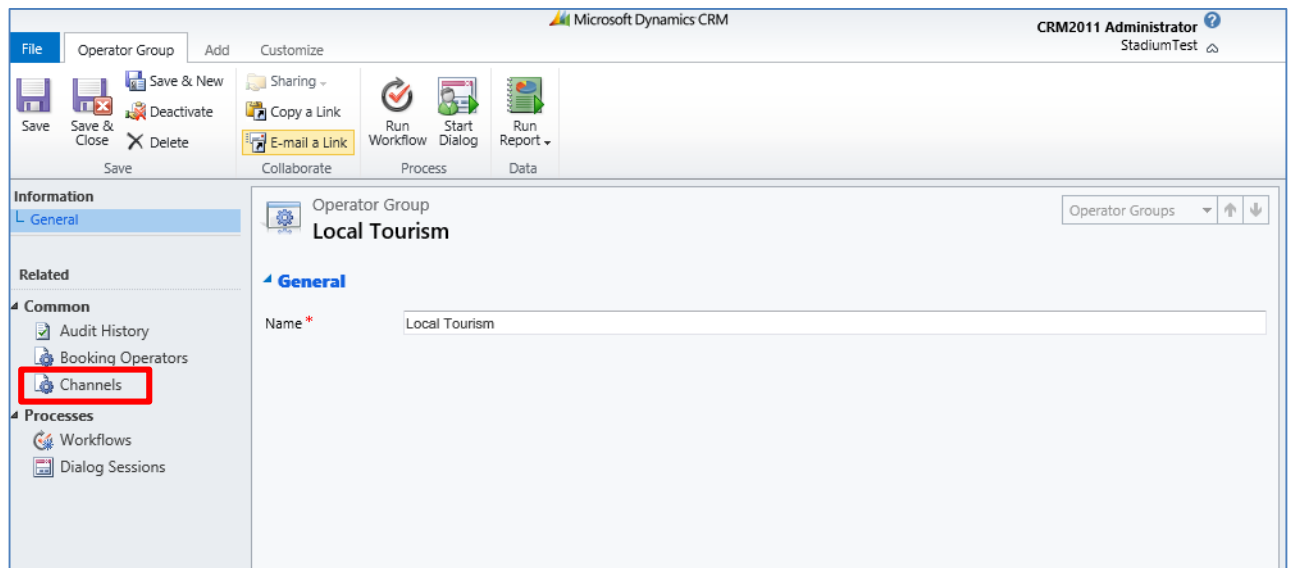 Microsoft Dynamics CRM
CRM2011 Administrator
StadiumTest
File
Operator Group
Add
Customize
Save
Save &
Close
Save & New
Deactivate
Delete
Save
Sharing
Copy a Link
E-mail a Link
Collaborate
Run
Workflow
Start
Dialog
Process
Run
Report
Data
Information
General
Related
Common
Audit History
Booking Operators
Channels
Processes
Workflows
Dialog Sessions
Operator Group
Local Tourism
Operator Groups
General
Name *
Local Tourism